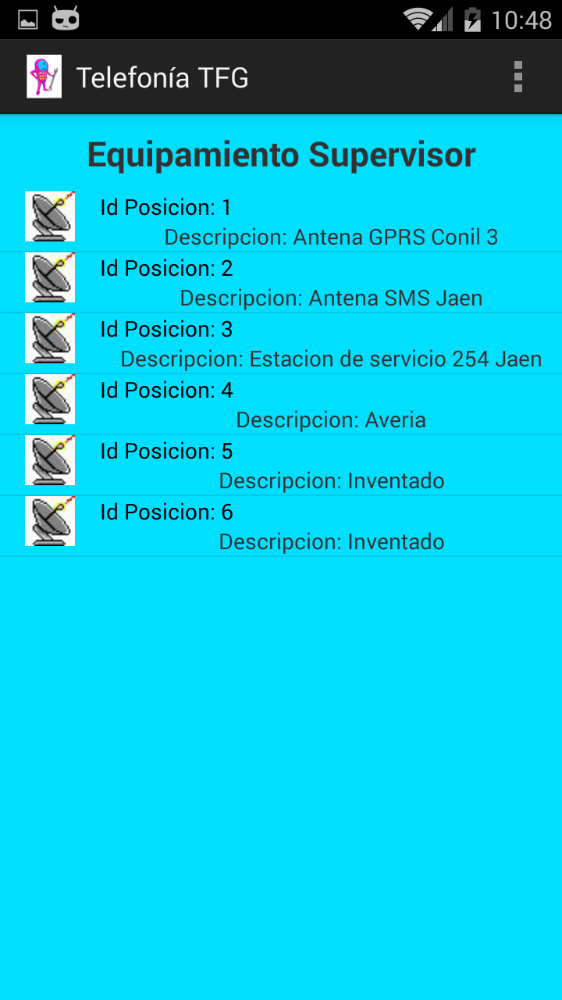 10:48
Telefonía TFG
Equipamiento Supervisor
Id Posicion: 1
Descripcion: Antena GPRS Conil 3
Id Posicion: 2
Descripcion: Antena SMS Jaen
Id Posicion: 3
Descripcion: Estacion de servicio 254 Jaen
Id Posicion: 4
Descripcion: Averia
Id Posicion: 5
Descripcion: Inventado
Id Posicion: 6
Descripcion: Inventado